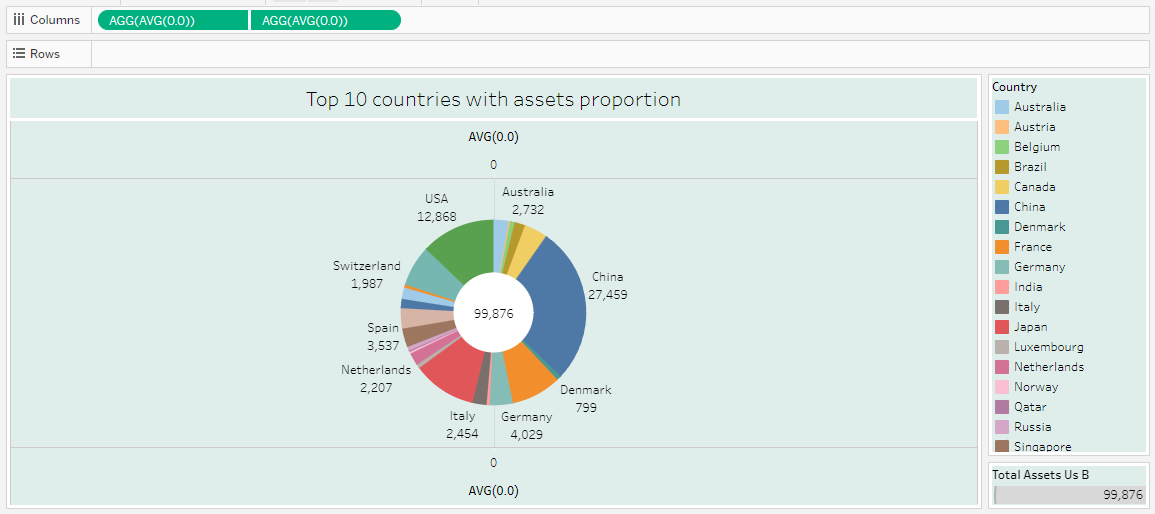 Columns
AGG(AVG(0.0))
AGG(AVG(0.0))
Rows
Top 10 countries with assets proportion
AVG(0.0)
0
USA
12,868
Australia
2,732
Switzerland
1,987
China
27,459
99,876
Spain
3,537
Netherlands
2,207
Denmark
799
Italy
2,454
Germany
4,029
0
AVG(0.0)
Country
Australia
Austria
Belgium
Brazil
Canada
China
Denmark
France
Germany
India
Italy
Japan
Luxembourg
Netherlands
Norway
Qatar
Russia
Singapore
Total Assets Us B
99,876